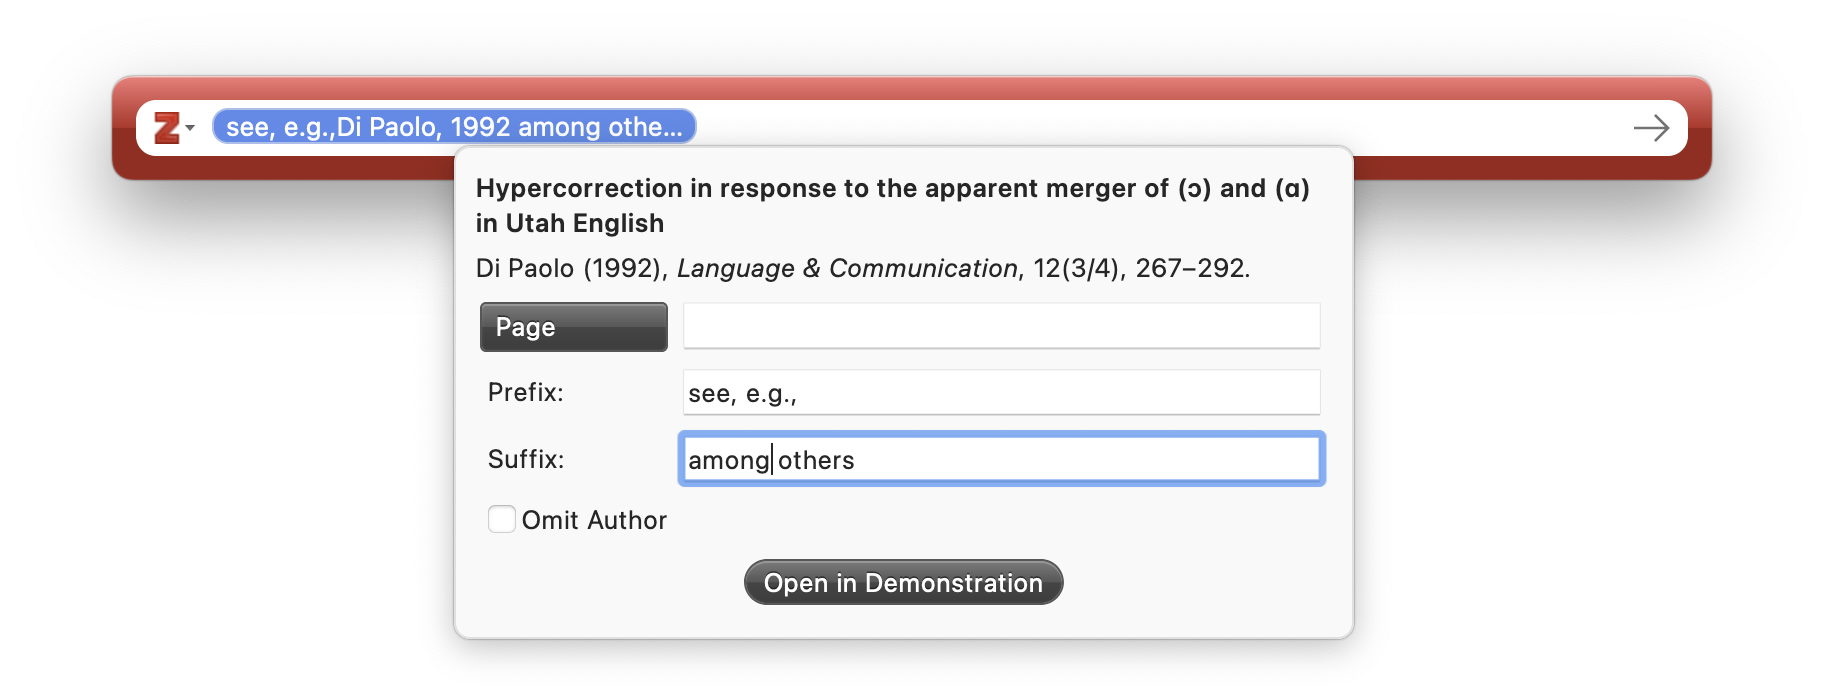 Z see, e.g.,Di Paolo, 1992 among othe...
Hypercorrection in response to the apparent merger of (ɔ) and (ɑ)
in Utah English
Di Paolo (1992), Language & Communication, 12(3/4), 267–292.
Page
Prefix: see, e.g.,
Suffix: among others
Omit Author
Open in Demonstration